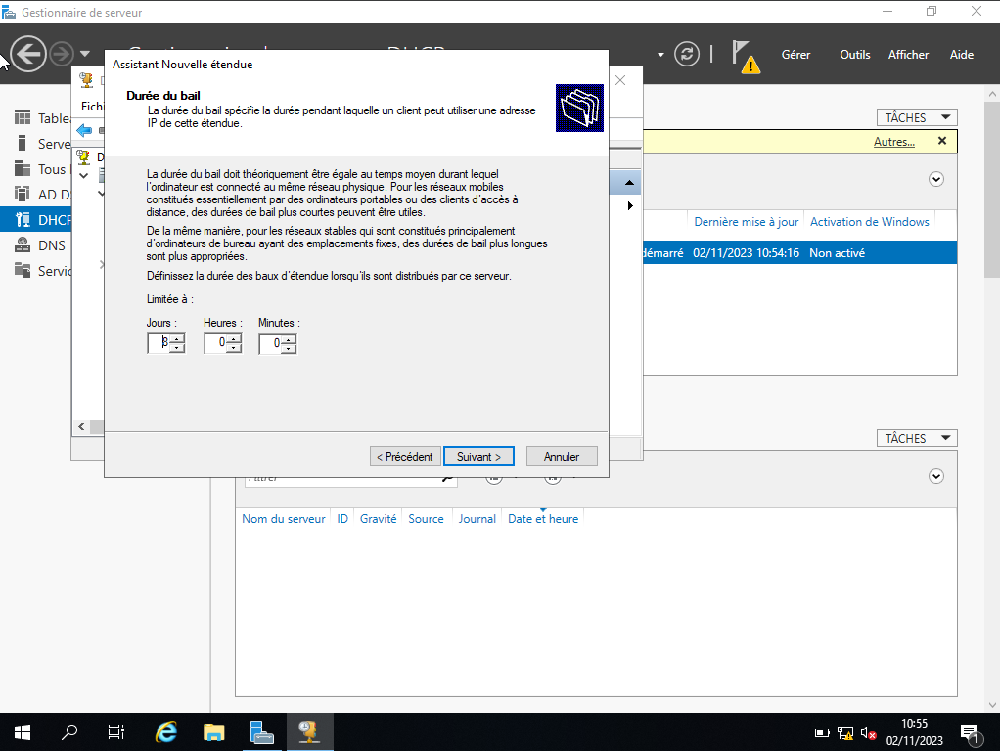 Gestionnaire de serveur
Gérer
Outils
Afficher
Aide
Assistant Nouvelle étendue
Durée du bail
La durée du bail spécifie la durée pendant laquelle un client peut utiliser une adresse
IP de cette étendue.
Fichi
Table
Serve
Tous l
AD D
DHCP
DNS
Servic
D
TÂCHES
Autres...
Dernière mise à jour
Activation de Windows
démarré
02/11/2023 10:54:16
Non activé
La durée du bail doit théoriquement être égale au temps moyen durant lequel
l'ordinateur est connecté au même réseau physique. Pour les réseaux mobiles
constitués essentiellement par des ordinateurs portables ou des clients d'accès à
distance, des durées de bail plus courtes peuvent être utiles.
De la même manière, pour les réseaux stables qui sont constitués principalement
d'ordinateurs de bureau ayant des emplacements fixes, des durées de bail plus longues
sont plus appropriées.
Définissez la durée des baux d'étendue lorsqu'ils sont distribués par ce serveur.
Limitée à :
Jours :
Heures :
Minutes :
8
0
0
< Précédent
Suivant >
Annuler
TÂCHES
Filtrer
Nom du serveur
ID
Gravité
Source
Journal
Date et heure
10:55
02/11/2023
1